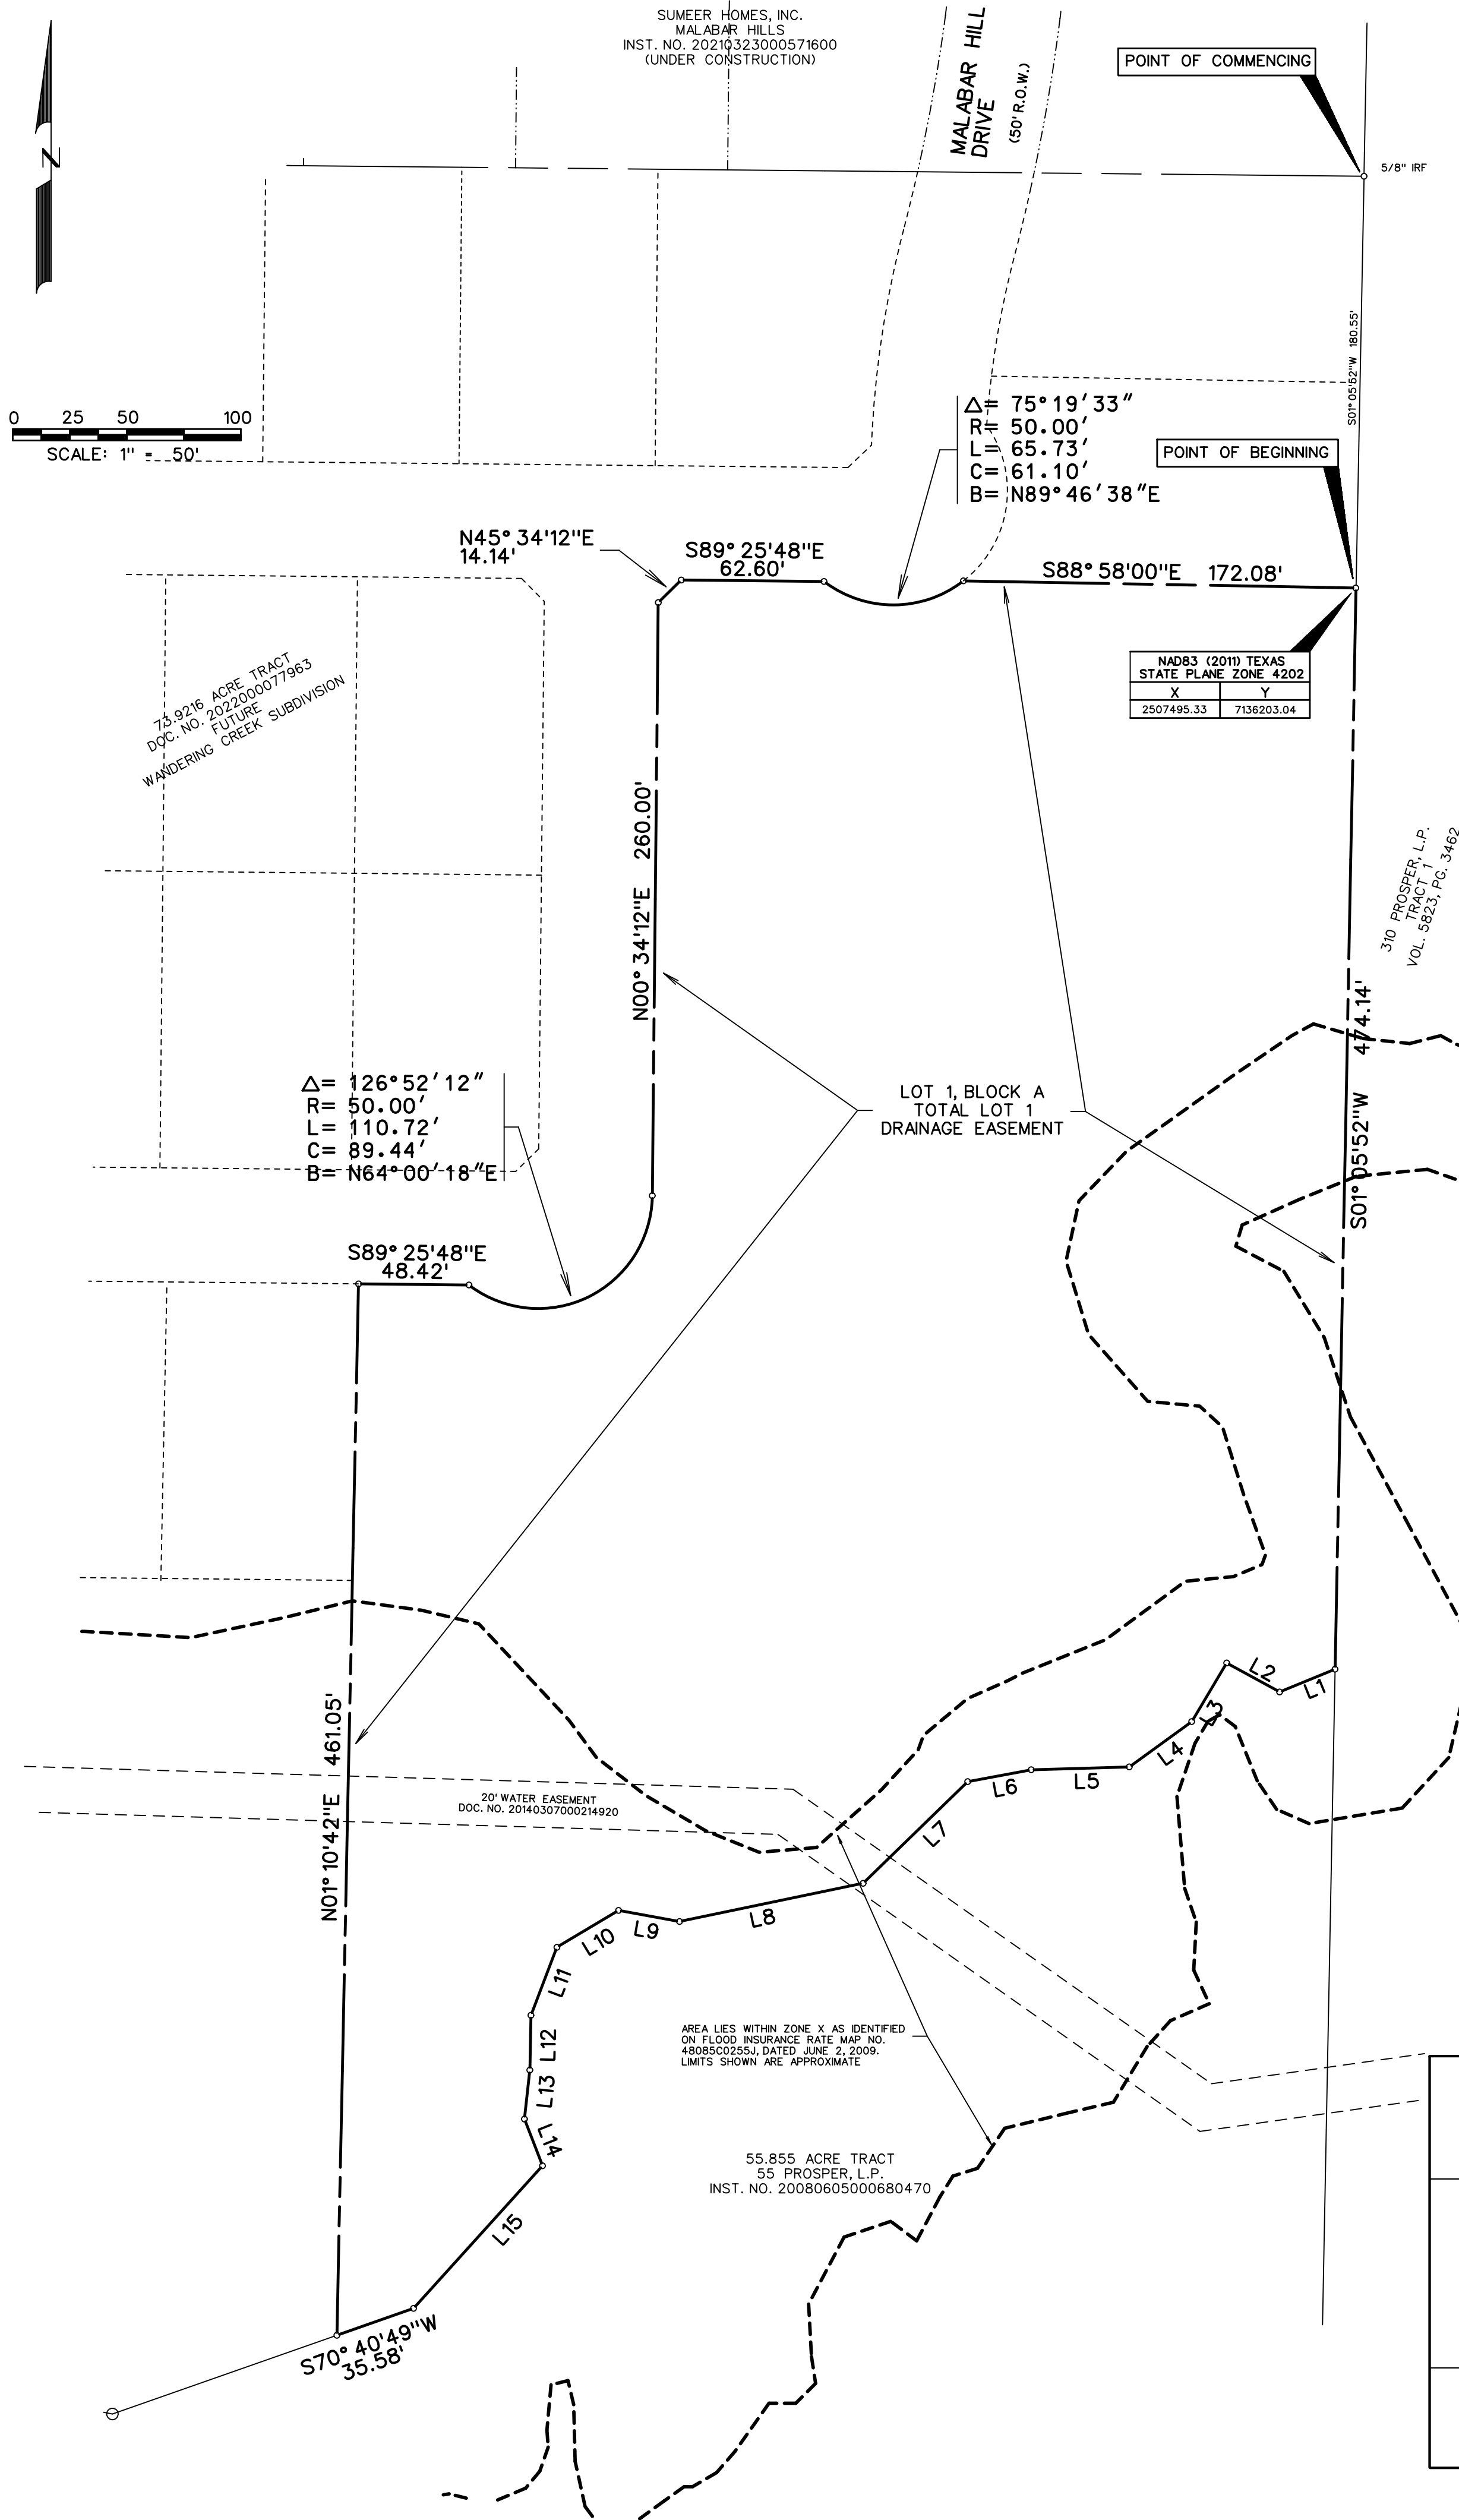 SUMEER HOMES, INC.
MALABAR HILLS
INST. NO. 20210323000571600
(UNDER CONSTRUCTION)
MALABAR HILL
DRIVE
(50' R.O.W.)
POINT OF COMMENCING
5/8" IRF
N
S01°05'52"W 180.55'
0 25 50 100
SCALE: 1" = 50'
△= 75°19'33"
R= 50.00'
L= 65.73'
C= 61.10'
B= N89°46'38"E
POINT OF BEGINNING
N45°34'12"E
14.14'
S89°25'48"E
62.60'
S88°58'00"E 172.08'
NAD83 (2011) TEXAS
STATE PLANE ZONE 4202
X Y
2507495.33 7136203.04
73.9216 ACRE TRACT
DOC. NO. 2022000077963
FUTURE
WANDERING CREEK SUBDIVISION
N00°34'12"E 260.00'
310 PROSPER, L.P.
TRACT 1
VOL. 5823, PG. 3462
S01°05'52"W 474.14'
△= 126°52'12"
R= 50.00'
L= 110.72'
C= 89.44'
B= N64°00'18"E
LOT 1, BLOCK A
TOTAL LOT 1
DRAINAGE EASEMENT
S89°25'48"E
48.42'
N01°10'42"E 461.05'
L1
L2
L3
L4
L5
L6
L7
L8
L9
L10
L11
L12
L13
L14
L15
20' WATER EASEMENT
DOC. NO. 20140307000214920
AREA LIES WITHIN ZONE X AS IDENTIFIED
ON FLOOD INSURANCE RATE MAP NO.
48085C0255J, DATED JUNE 2, 2009.
LIMITS SHOWN ARE APPROXIMATE
55.855 ACRE TRACT
55 PROSPER, L.P.
INST. NO. 20080605000680470
S70°40'49"W
35.58'